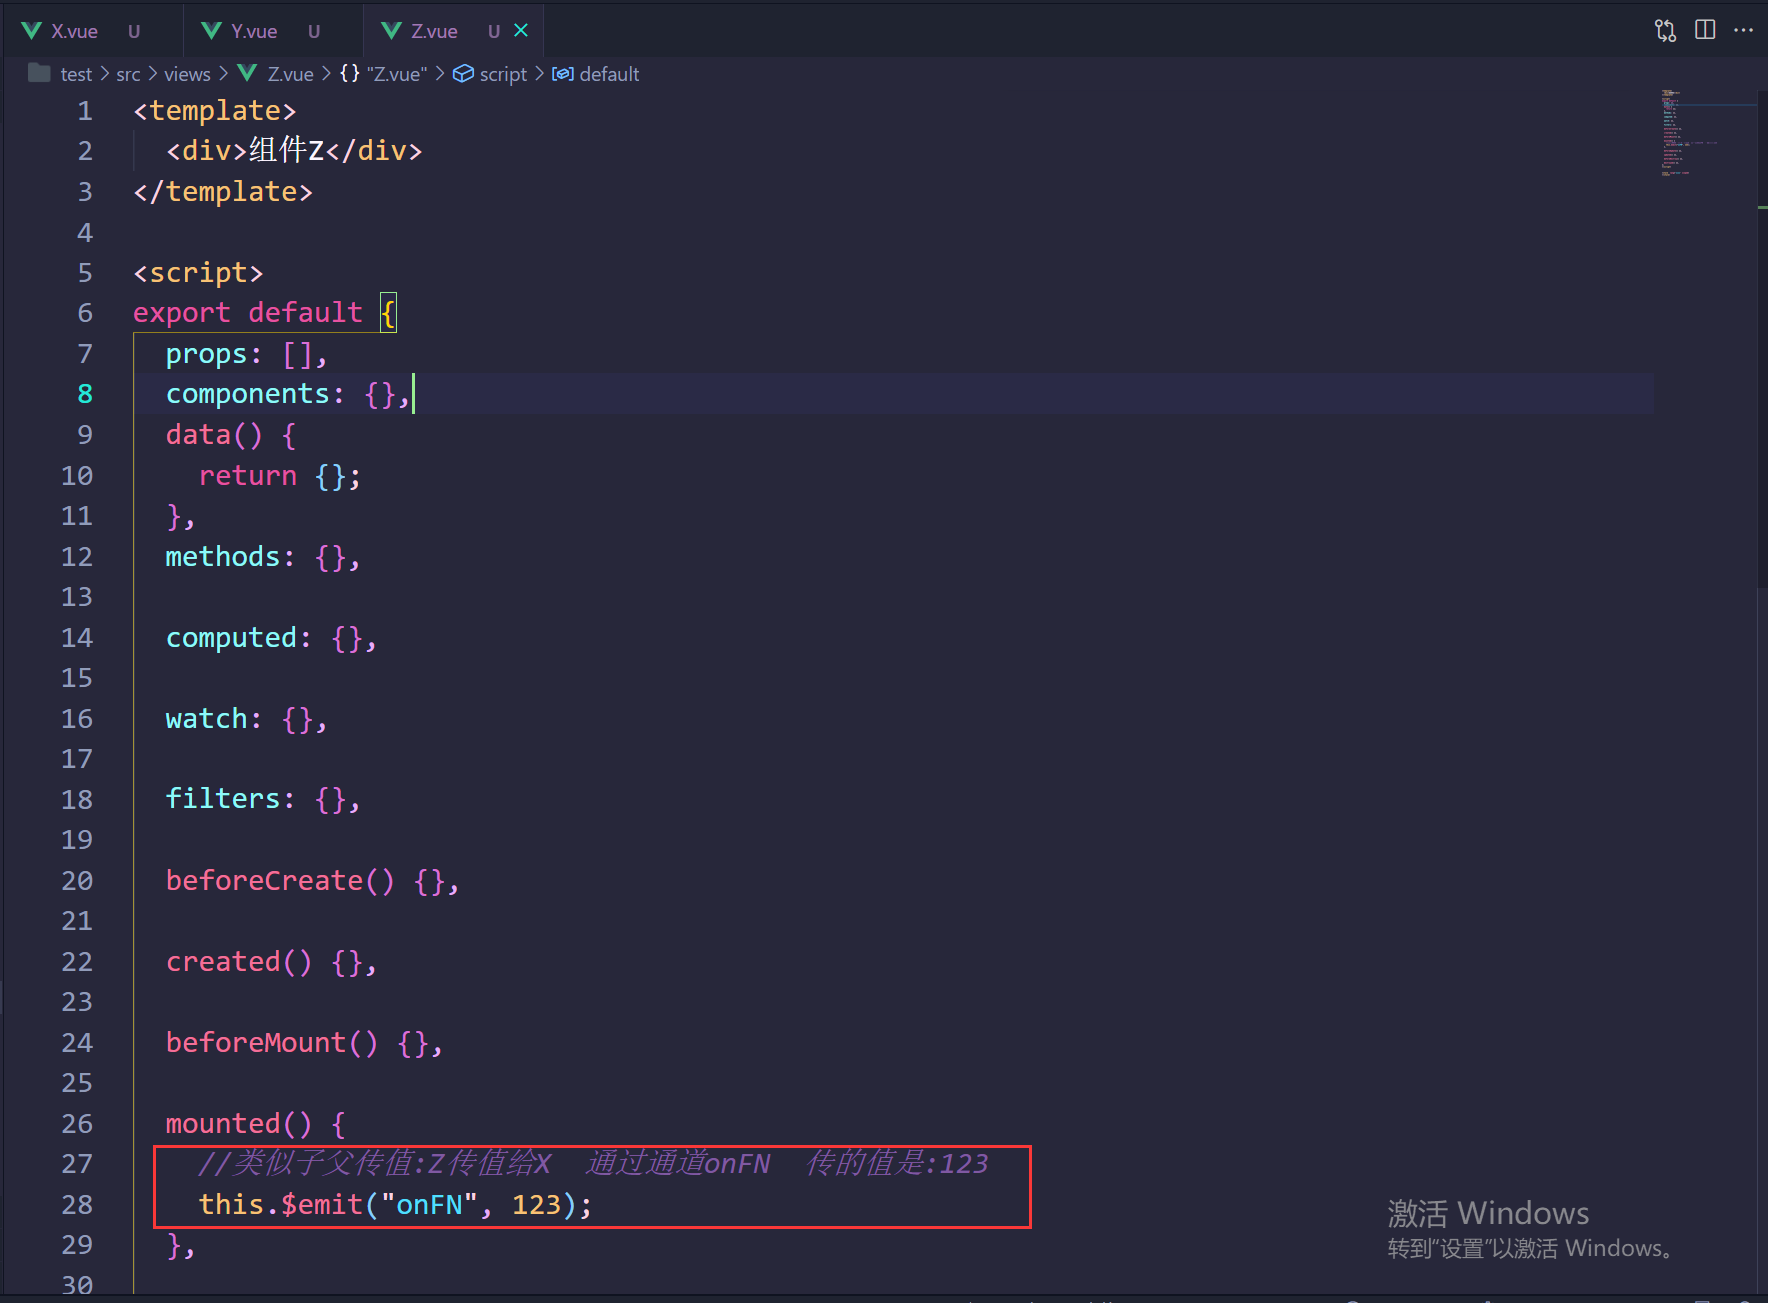 X.vue U Y.vue U Z.vue U
test > src > views > Z.vue > {} "Z.vue" > script > default
1 <template>
2 <div>组件Z</div>
3 </template>
4
5 <script>
6 export default {
7 props: [],
8 components: {},
9 data() {
10 return {};
11 },
12 methods: {},
13
14 computed: {},
15
16 watch: {},
17
18 filters: {},
19
20 beforeCreate() {},
21
22 created() {},
23
24 beforeMount() {},
25
26 mounted() {
27 //类似子父传值:Z传值给X 通过通道onFN 传的值是:123
28 this.$emit("onFN", 123);
29 },
30
激活 Windows
转到“设置”以激活 Windows。